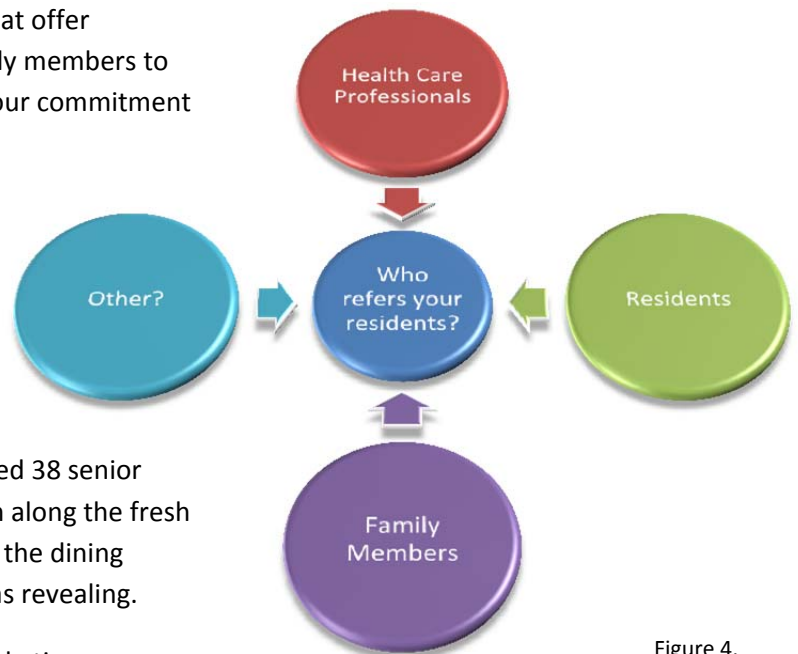 at offer
ly members to
our commitment
Health Care
Professionals
Other?
Who
refers your
residents?
Residents
Family
Members
ed 38 senior
n along the fresh
the dining
as revealing.
Figure 4.